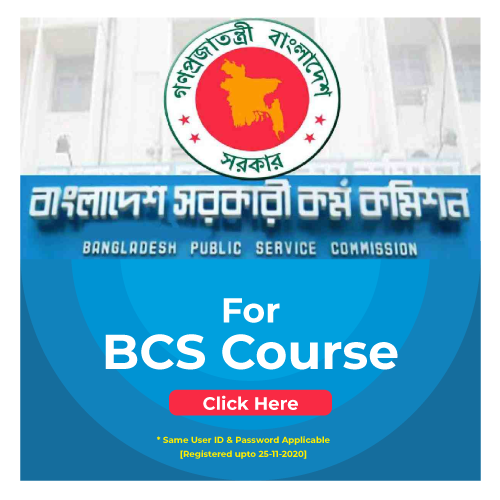 গণপ্রজাতন্ত্রী বাংলাদেশ
সরকার
বাংলাদেশ সরকারী কর্ম কমিশন
BANGLADESH PUBLIC SERVICE COMMISSION
For
BCS Course
Click Here
* Same User ID & Password Applicable
[Registered upto 25-11-2020]